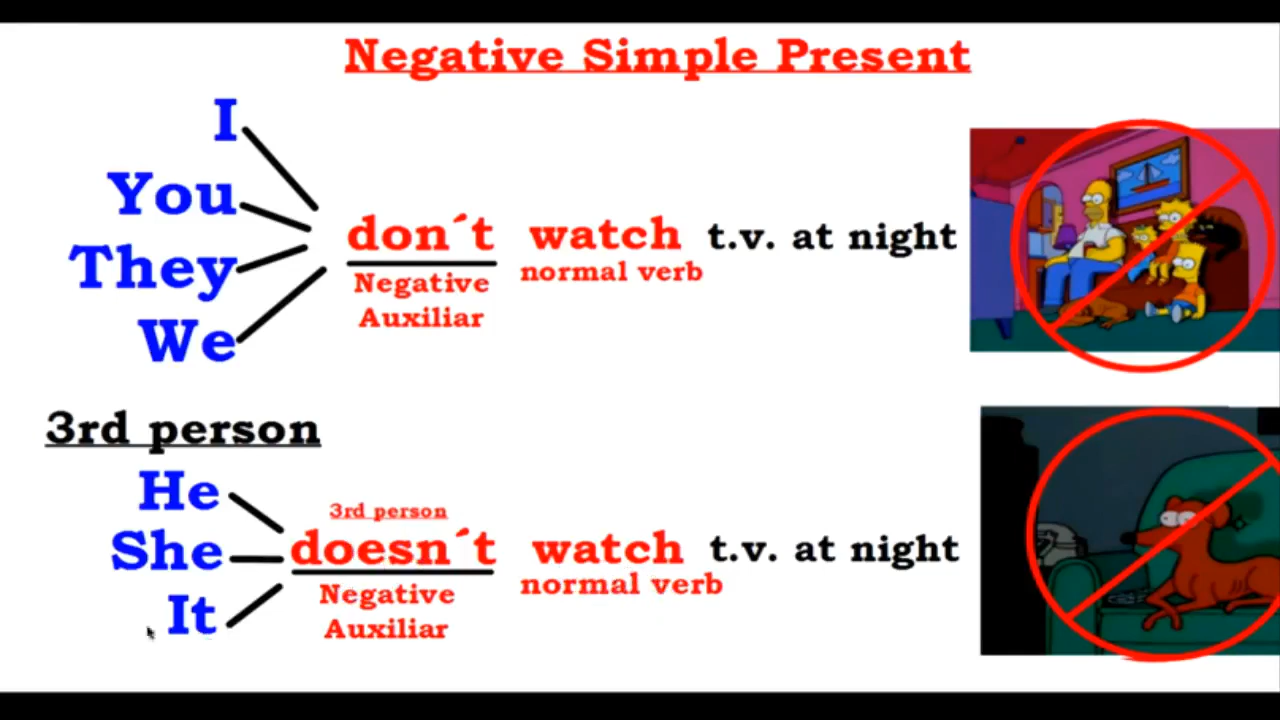 Negative Simple Present
I
You
They
We
don´t watch t.v. at night
Negative normal verb
Auxiliar
3rd person
He
She
It
3rd person
doesn´t watch t.v. at night
Negative normal verb
Auxiliar